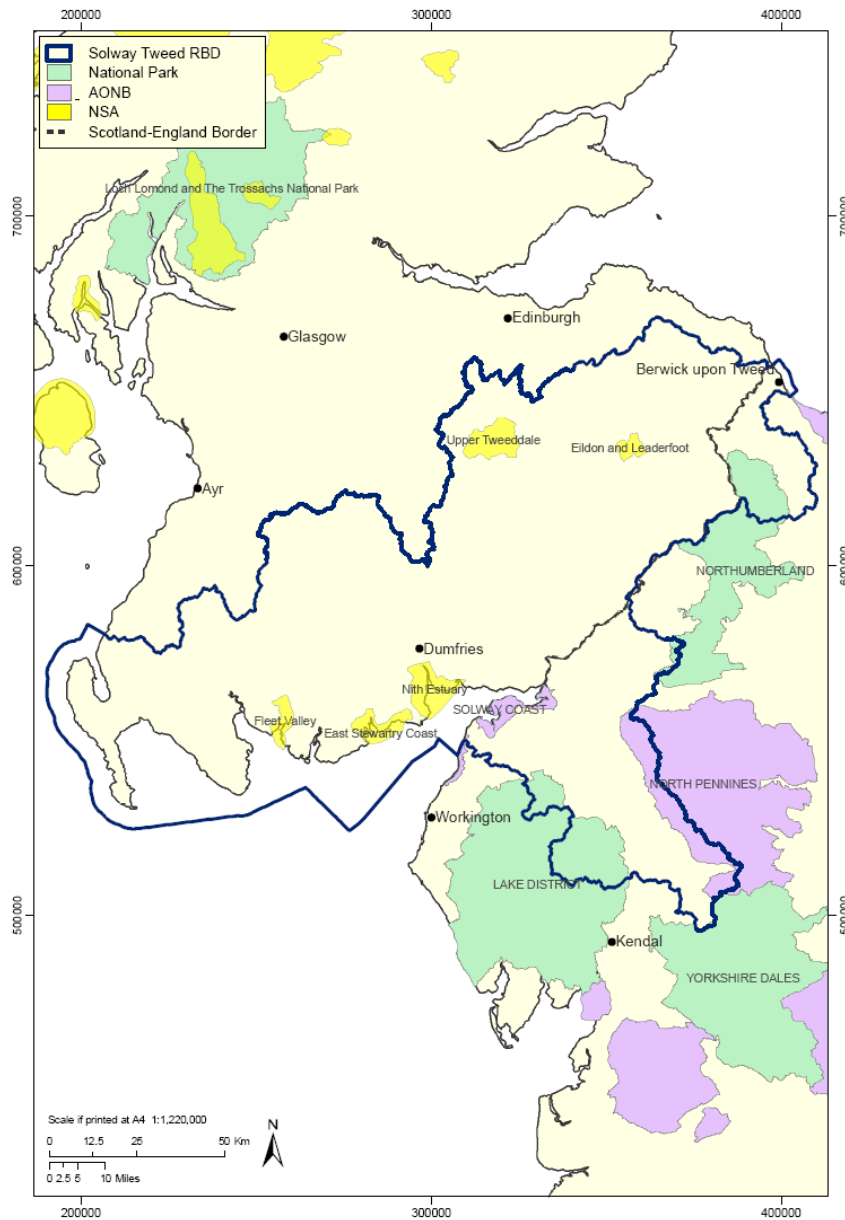 200000 300000 400000
Solway Tweed RBD
National Park
AONB
NSA
Scotland-England Border
Loch Lomond and The Trossachs National Park
700000 700000
Edinburgh
Glasgow
Berwick upon Tweed
Upper Tweeddale
Eildon and Leaderfoot
Ayr
600000 600000
NORTHUMBERLAND
Dumfries
Nith Estuary
SOLWAY COAST
Fleet Valley
East Stewartry Coast
NORTH PENNINES
Workington
LAKE DISTRICT
500000 500000
Kendal
YORKSHIRE DALES
Scale if printed at A4 1:1,220,000
0 12.5 25 50 Km
N
0 2.5 5 10 Miles
200000 300000 400000